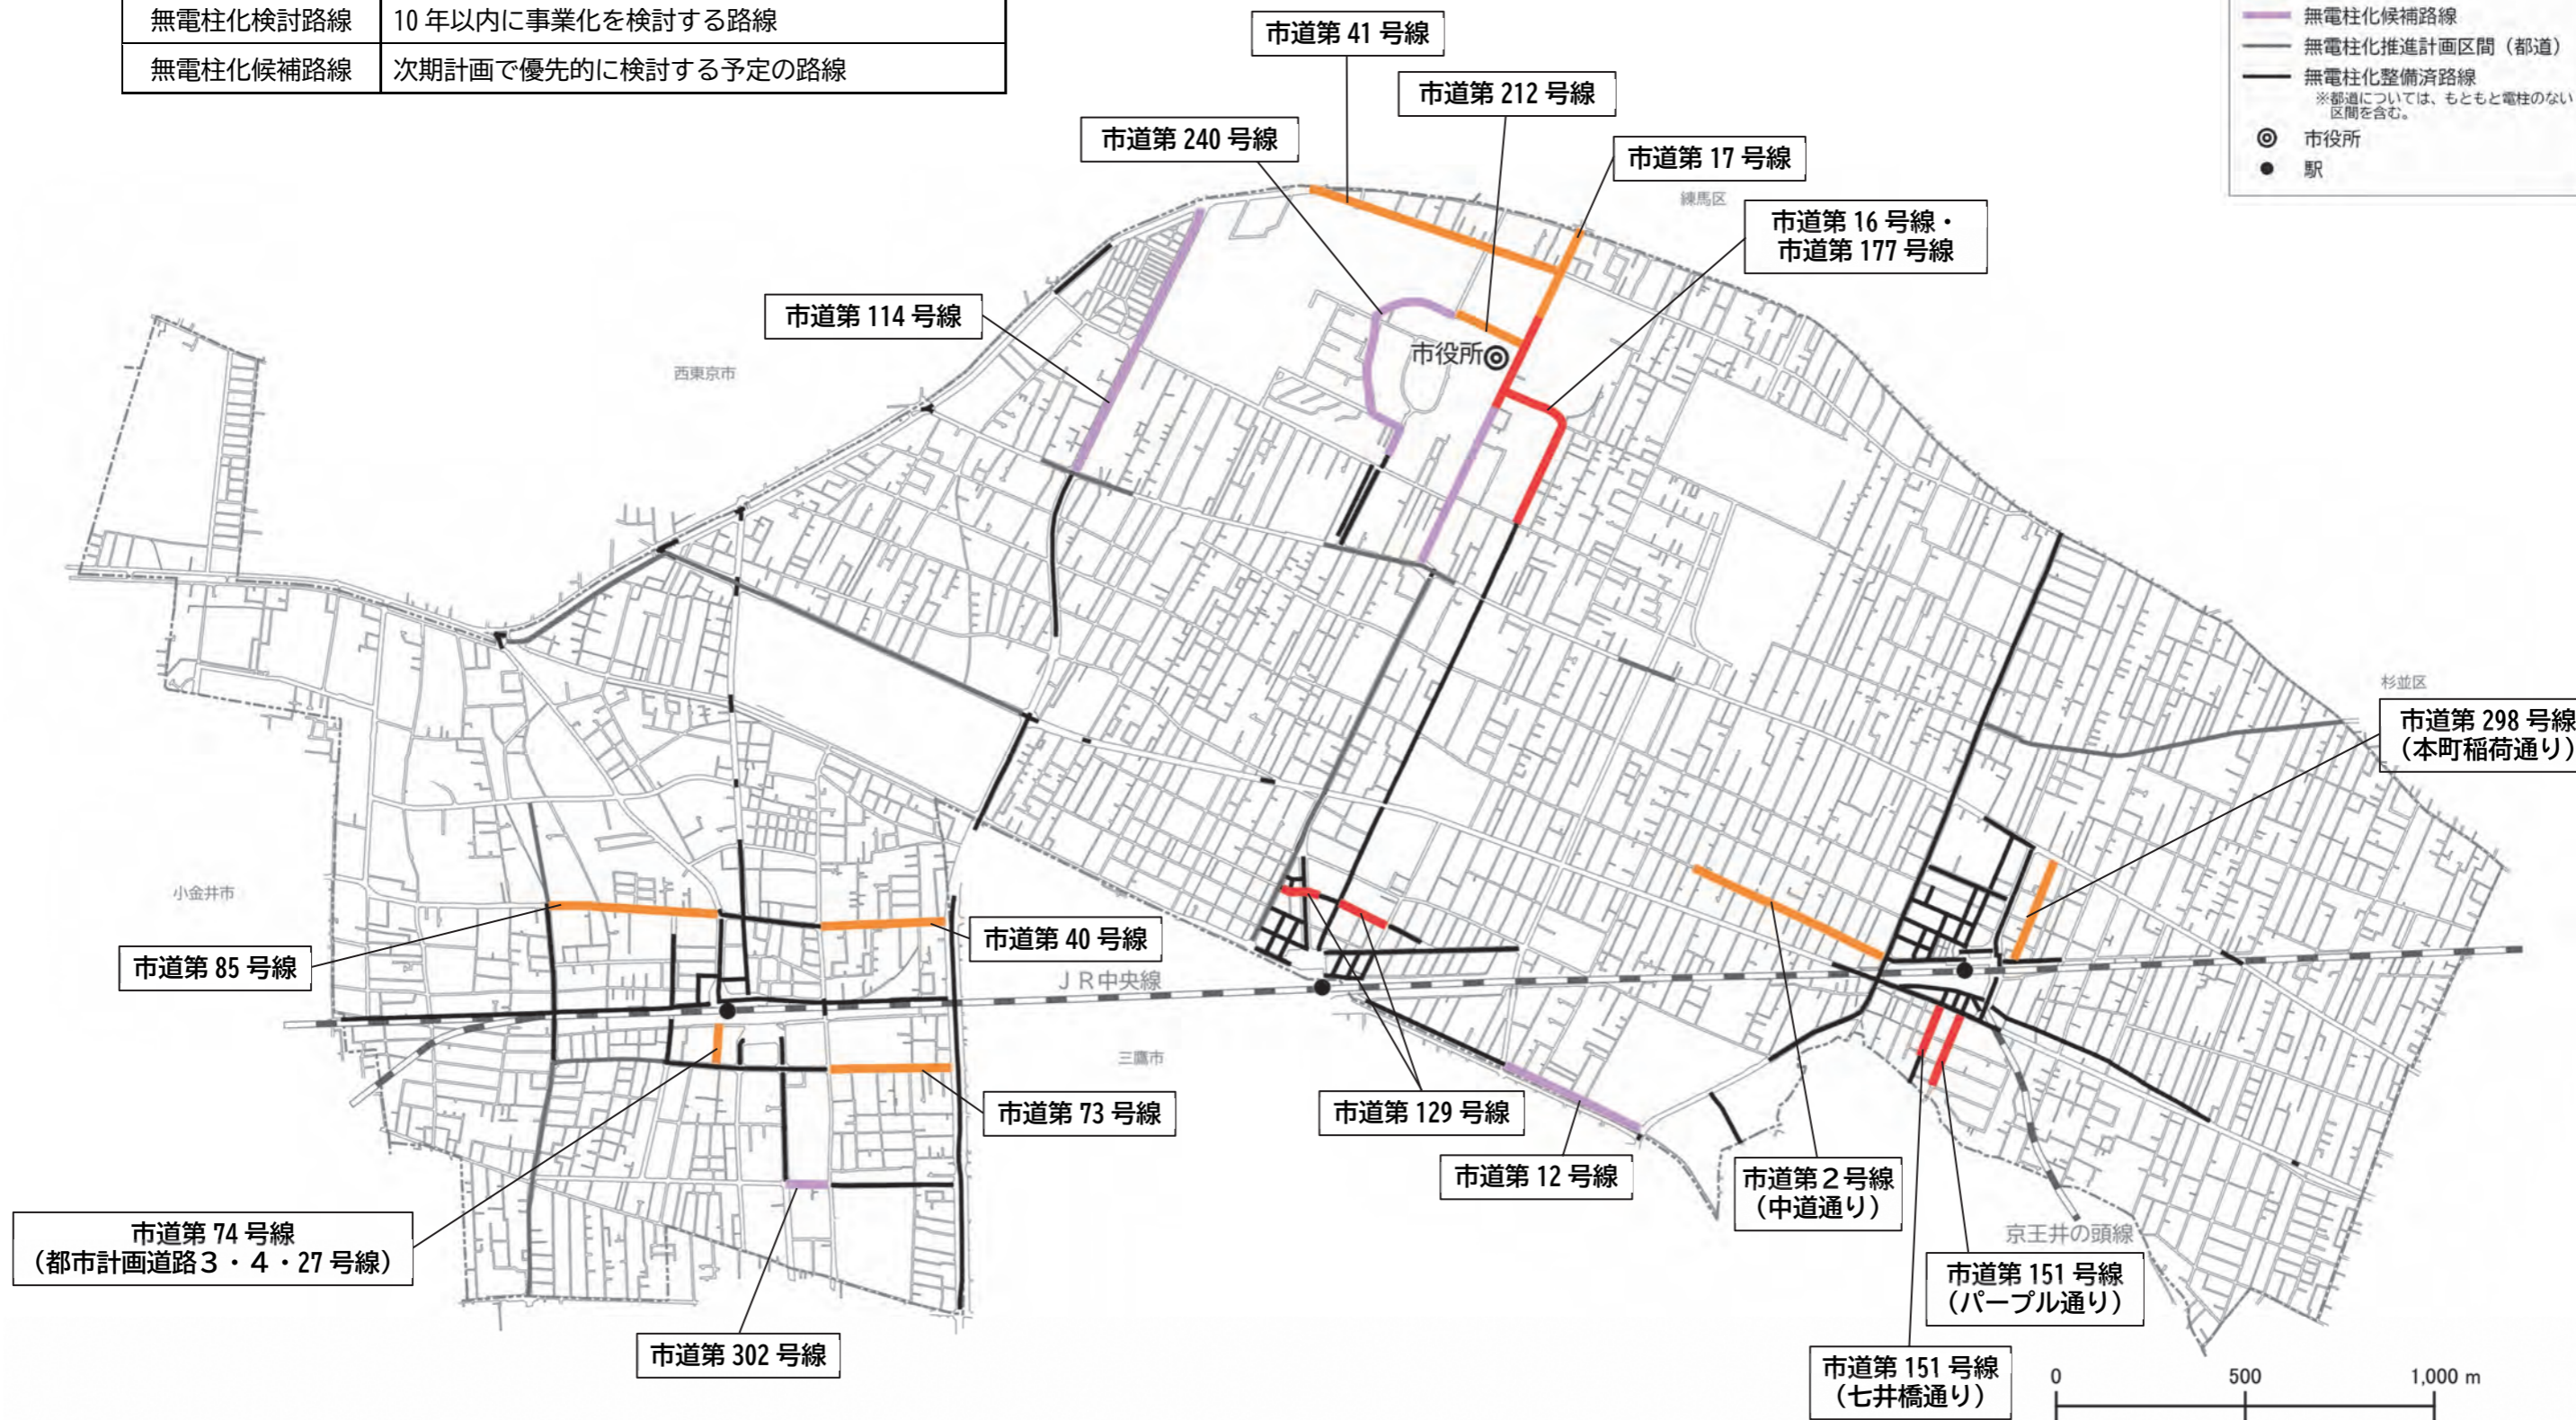 無電柱化検討路線 10年以内に事業化を検討する路線
無電柱化候補路線 次期計画で優先的に検討する予定の路線
無電柱化候補路線
無電柱化推進計画区間（都道）
無電柱化整備済路線
※都道については、もともと電柱のない
区間を含む。
市役所
駅
市道第41号線
市道第212号線
市道第240号線
市道第17号線
練馬区
市道第16号線・
市道第177号線
市道第114号線
市役所
西東京市
杉並区
市道第298号線
（本町稲荷通り）
小金井市
市道第85号線
市道第40号線
ＪＲ中央線
三鷹市
市道第73号線
市道第129号線
市道第12号線
市道第２号線
（中道通り）
市道第74号線
（都市計画道路３・４・27号線）
京王井の頭線
市道第151号線
（パープル通り）
市道第302号線
市道第151号線
（七井橋通り）
0 500 1,000 m